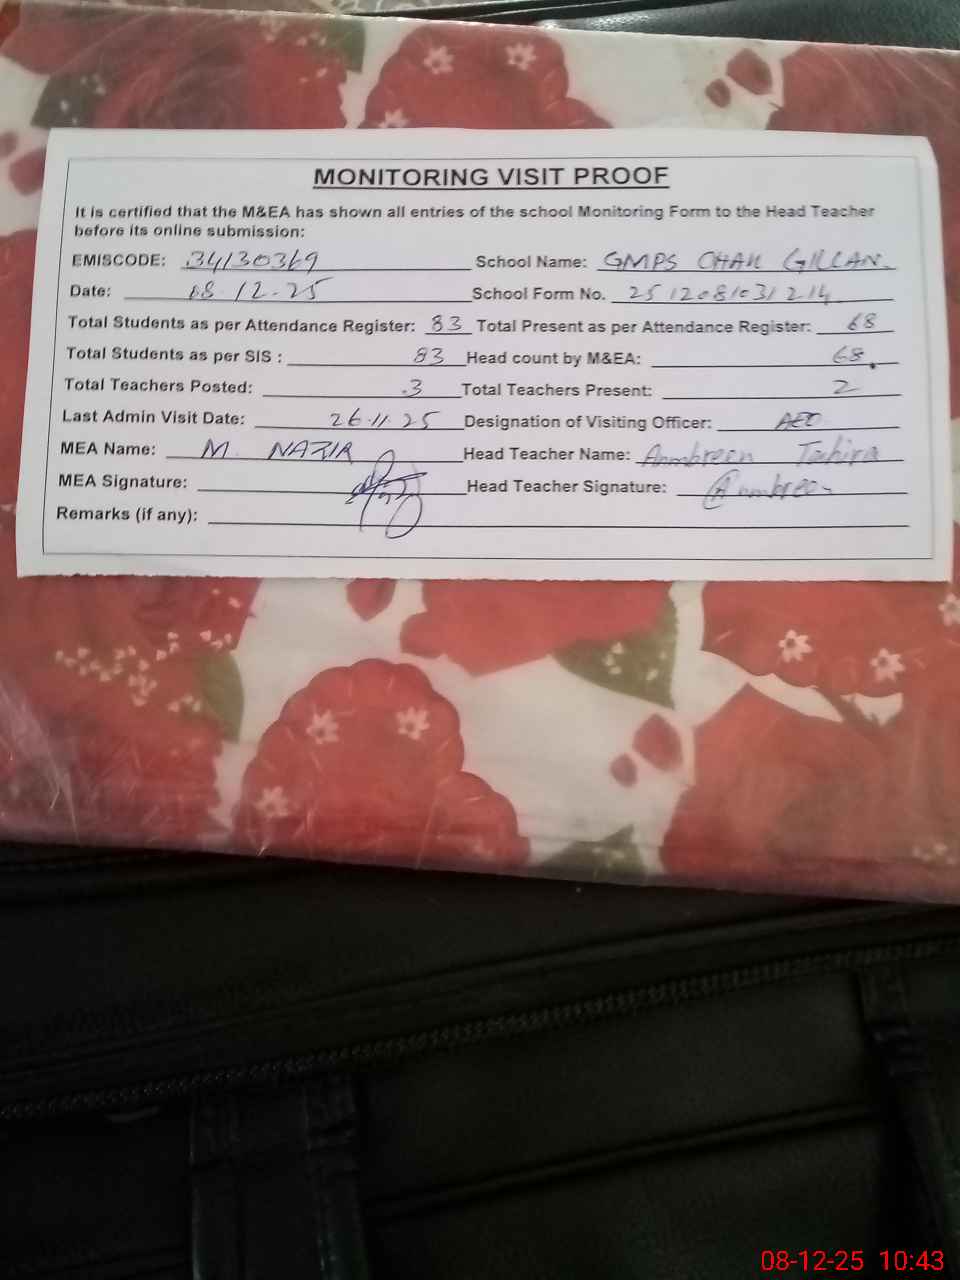 MONITORING VISIT PROOF
It is certified that the M&EA has shown all entries of the school Monitoring Form to the Head Teacher
before its online submission:
EMISCODE: 34130369 School Name: GMPS CHAK GILLAN.
Date: 08-12-25 School Form No. 2512081031214
Total Students as per Attendance Register: 83 Total Present as per Attendance Register: 68
Total Students as per SIS : 83 Head count by M&EA: 68.
Total Teachers Posted: .3 Total Teachers Present: 2
Last Admin Visit Date: 26-11-25 Designation of Visiting Officer: AEO
MEA Name: M. NAZIR Head Teacher Name: Anmbreen Tahira
MEA Signature: Head Teacher Signature: Anmbreen
Remarks (if any):
08-12-25 10:43